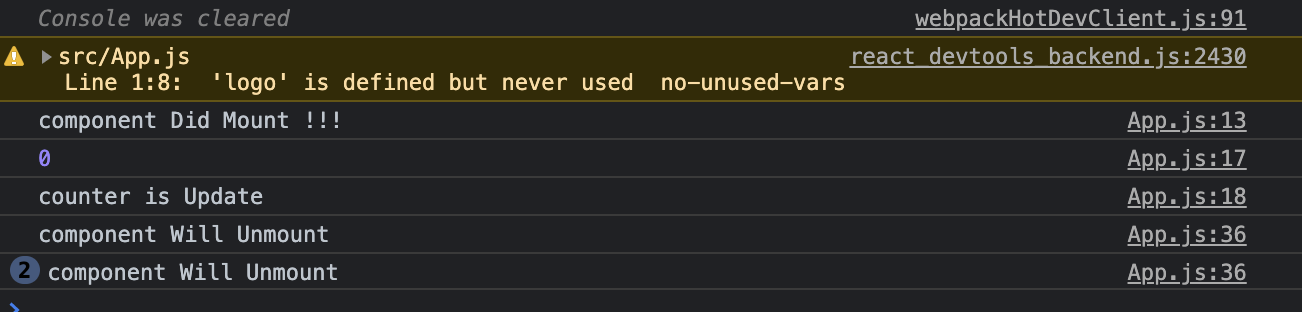 Console was cleared webpackHotDevClient.js:91
src/App.js react_devtools_backend.js:2430
Line 1:8: 'logo' is defined but never used no-unused-vars
component Did Mount !!! App.js:13
0 App.js:17
counter is Update App.js:18
component Will Unmount App.js:36
2 component Will Unmount App.js:36